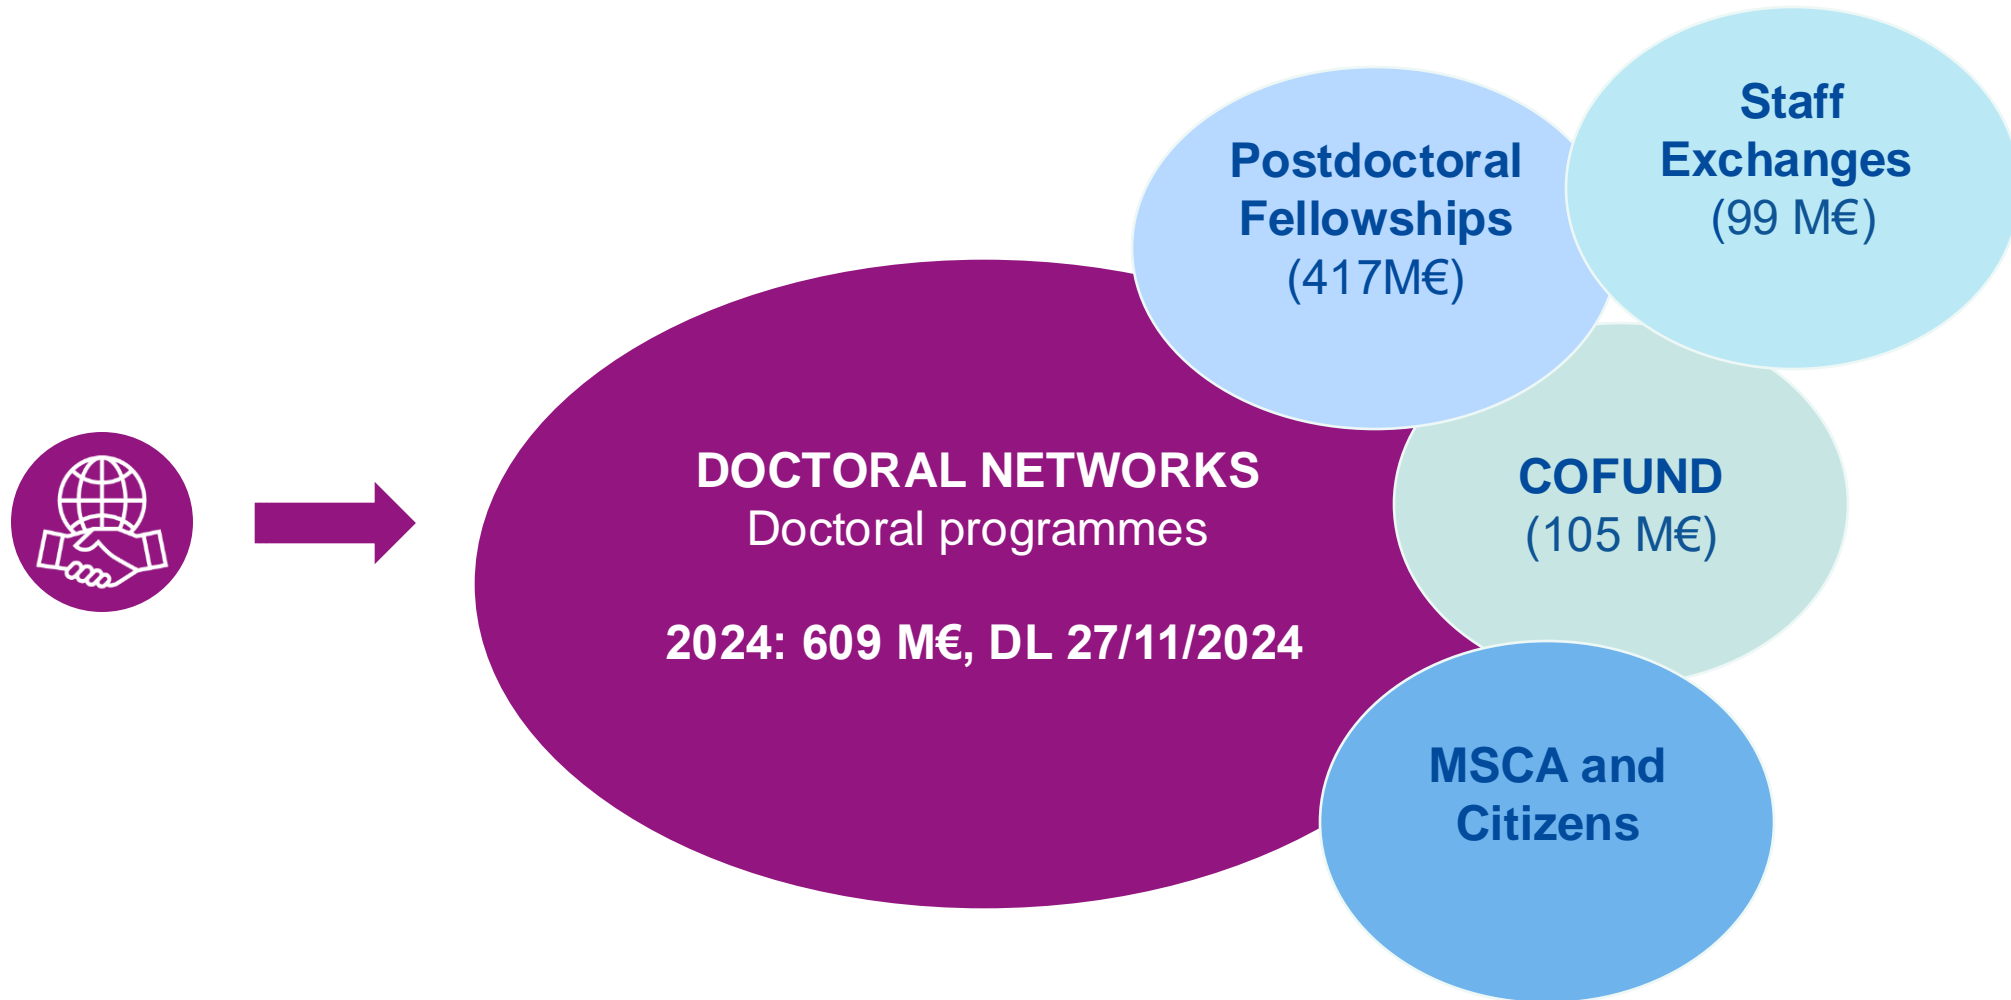 Staff
Exchanges
(99 M€)
Postdoctoral
Fellowships
(417M€)
DOCTORAL NETWORKS
Doctoral programmes
2024: 609 M€, DL 27/11/2024
COFUND
(105 M€)
MSCA and
Citizens